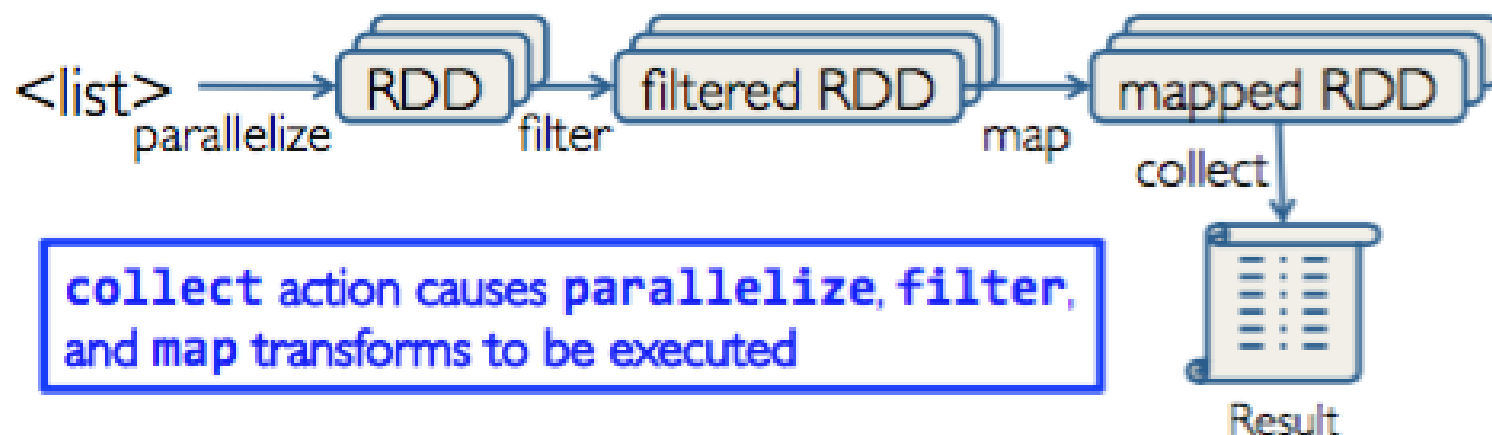 <list> RDD filtered RDD mapped RDD
parallelize filter map
collect
collect action causes parallelize, filter,
and map transforms to be executed
Result